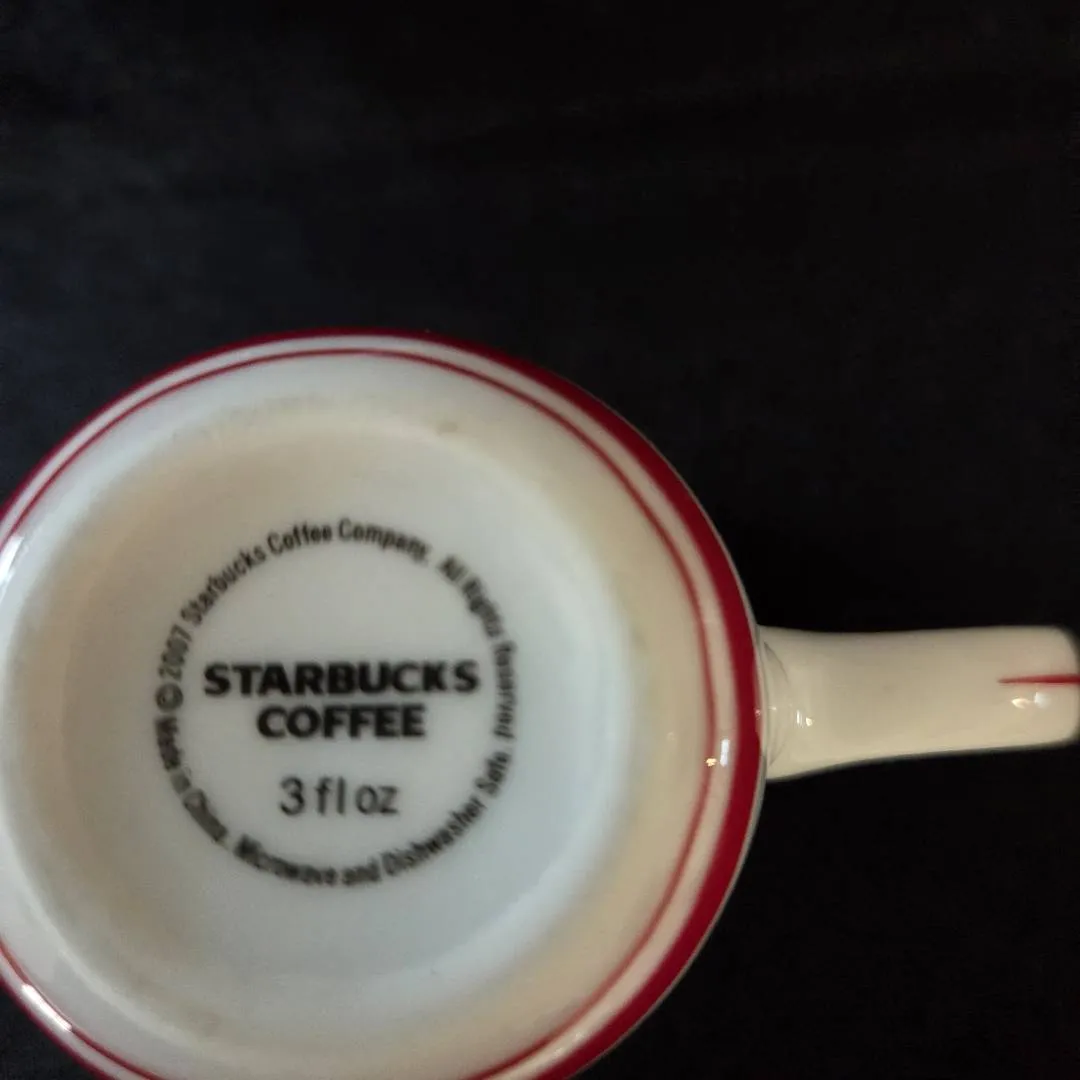 © 2007 Starbucks Coffee Company. All Rights Reserved. Microwave and Dishwasher Safe. Made in China.
STARBUCKS
COFFEE
3 fl oz